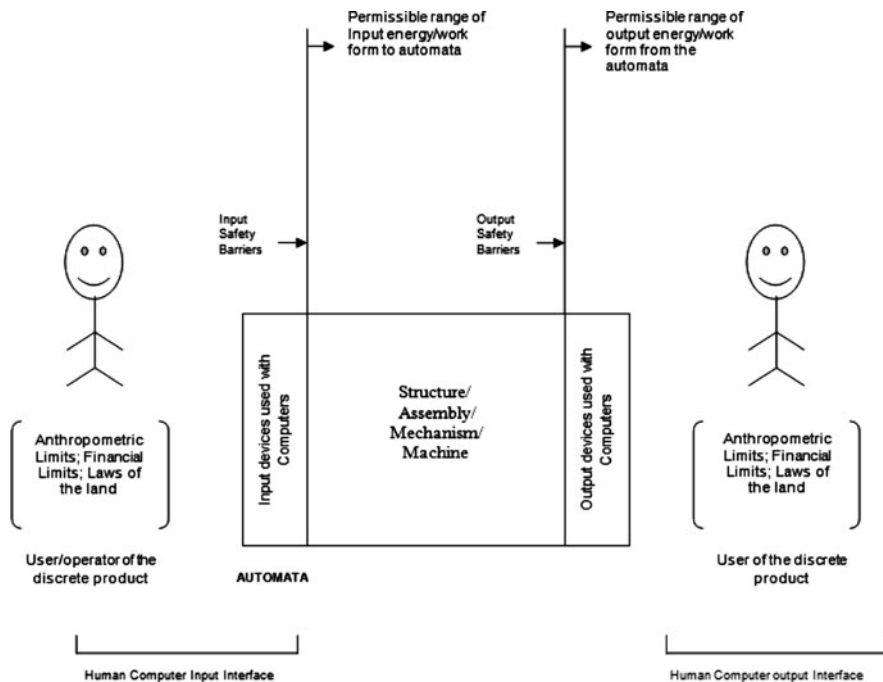 Permissible range of
Input energy/work
form to automata
Permissible range of
output energy/work
form from the
automata
Input
Safety
Barriers
Output
Safety
Barriers
Input devices used with
Computers
Structure/
Assembly/
Mechanism/
Machine
Output devices used with
Computers
Anthropometric
Limits; Financial
Limits; Laws of
the land
User/operator of the
discrete product
AUTOMATA
Anthropometric
Limits; Financial
Limits; Laws of
the land
User of the discrete
product
Human Computer Input Interface
Human Computer output Interface